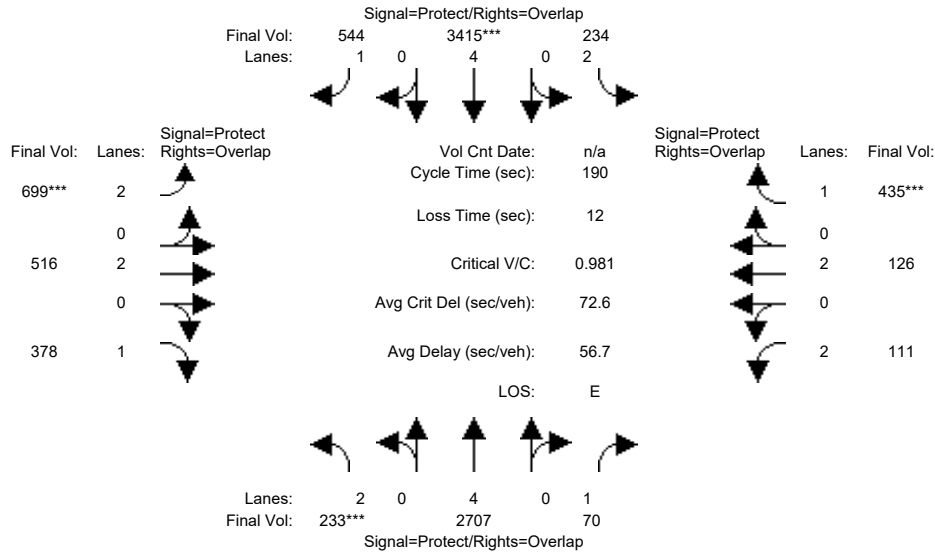 Signal=Protect/Rights=Overlap
Final Vol: 544 3415*** 234
Lanes: 1 0 4 0 2
Signal=Protect Signal=Protect
Final Vol: Lanes: Rights=Overlap Vol Cnt Date: n/a Rights=Overlap Lanes: Final Vol:
Cycle Time (sec): 190
699*** 2 1 435***
Loss Time (sec): 12
0 0
516 2 Critical V/C: 0.981 2 126
0 Avg Crit Del (sec/veh): 72.6 0
378 1 Avg Delay (sec/veh): 56.7 2 111
LOS: E
Lanes: 2 0 4 0 1
Final Vol: 233*** 2707 70
Signal=Protect/Rights=Overlap